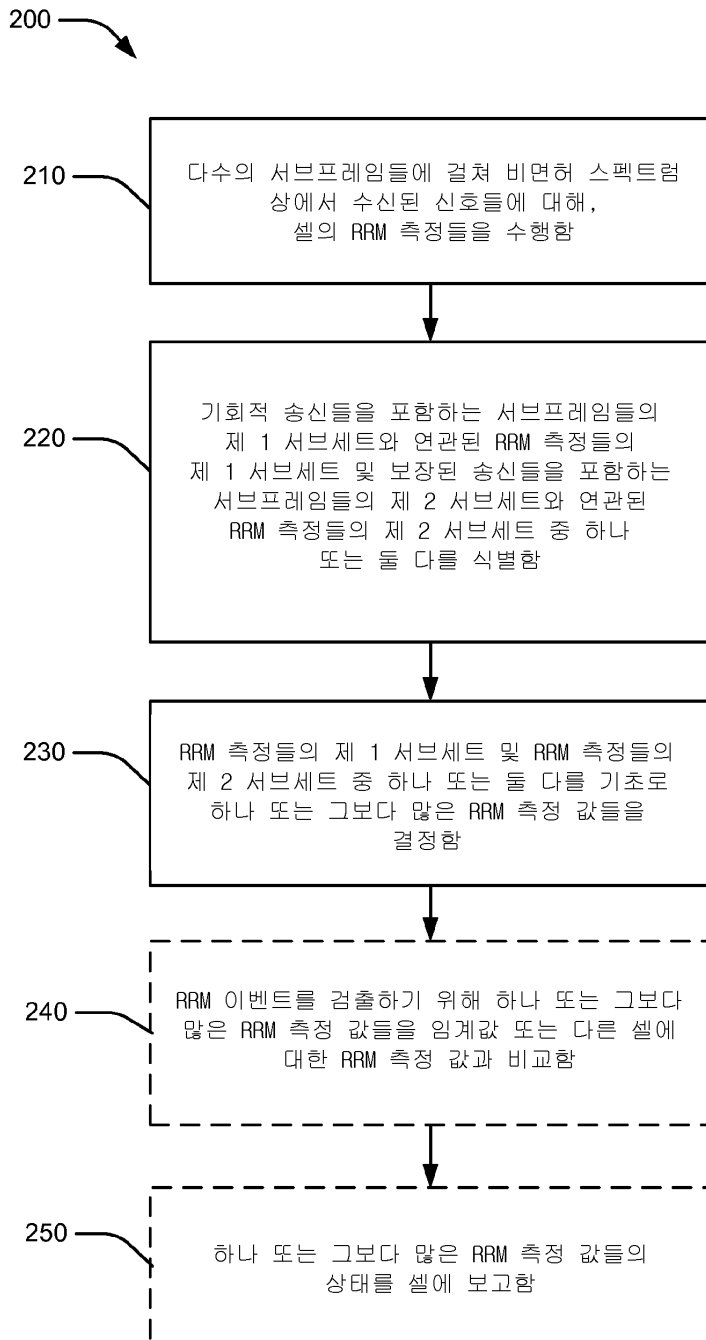 200
210
다수의 서브프레임들에 걸쳐 비면허 스펙트럼
상에서 수신된 신호들에 대해,
셀의 RRM 측정들을 수행함
220
기회적 송신들을 포함하는 서브프레임들의
제 1 서브세트와 연관된 RRM 측정들의
제 1 서브세트 및 보장된 송신들을 포함하는
서브프레임들의 제 2 서브세트와 연관된
RRM 측정들의 제 2 서브세트 중 하나
또는 둘 다를 식별함
230
RRM 측정들의 제 1 서브세트 및 RRM 측정들의
제 2 서브세트 중 하나 또는 둘 다를 기초로
하나 또는 그보다 많은 RRM 측정 값들을
결정함
240
RRM 이벤트를 검출하기 위해 하나 또는 그보다
많은 RRM 측정 값들을 임계값 또는 다른 셀에
대한 RRM 측정 값과 비교함
250
하나 또는 그보다 많은 RRM 측정 값들의
상태를 셀에 보고함